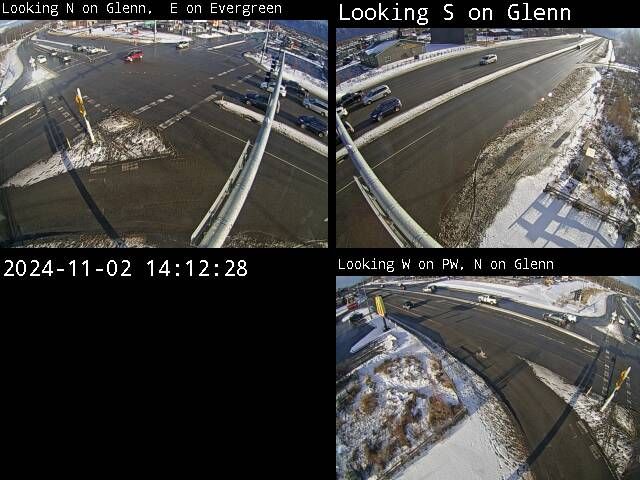 Looking N on Glenn,  E on Evergreen
Looking S on Glenn
2024-11-02 14:12:28
Looking W on PW, N on Glenn